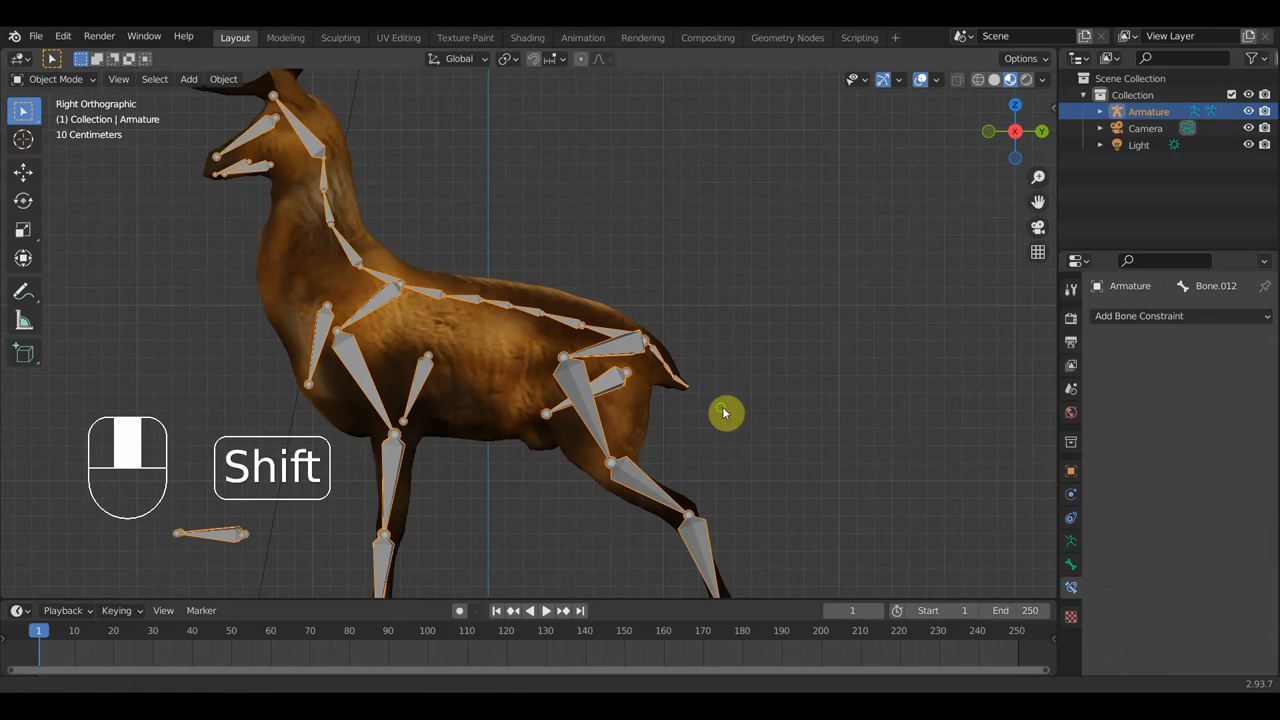 File Edit Render Window Help Layout Modeling Sculpting UV Editing Texture Paint Shading Animation Rendering Compositing Geometry Nodes Scripting + Scene View Layer
Global Options
Object Mode View Select Add Object
Right Orthographic
(1) Collection | Armature
10 Centimeters
Z
X
Y
Scene Collection
Collection
Armature
Camera
Light
Armature Bone.012
Add Bone Constraint
Shift
Playback Keying View Marker 1 Start 1 End 250
1 10 20 30 40 50 60 70 80 90 100 110 120 130 140 150 160 170 180 190 200 210 220 230 240 250
2.93.7